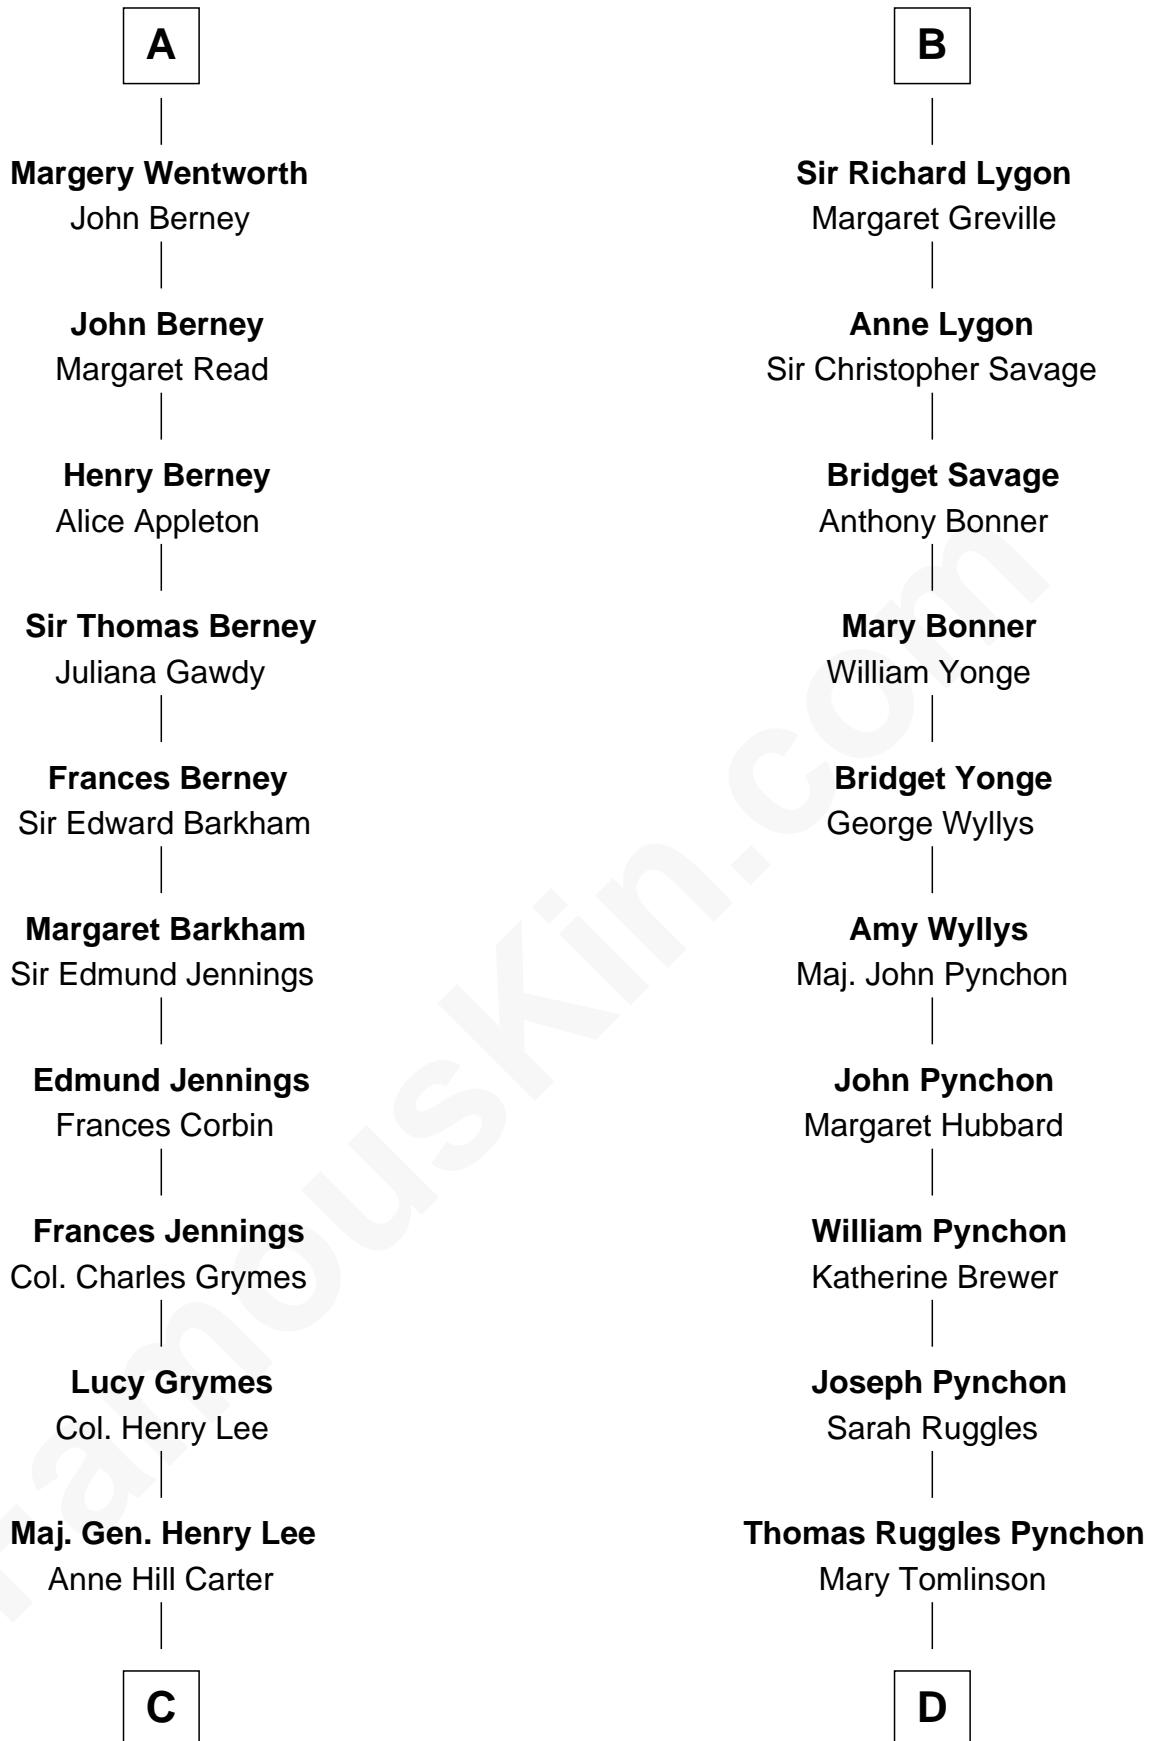 A
Margery Wentworth
John Berney
John Berney
Margaret Read
Henry Berney
Alice Appleton
Sir Thomas Berney
Juliana Gawdy
Frances Berney
Sir Edward Barkham
Margaret Barkham
Sir Edmund Jennings
Edmund Jennings
Frances Corbin
Frances Jennings
Col. Charles Grymes
Lucy Grymes
Col. Henry Lee
Maj. Gen. Henry Lee
Anne Hill Carter
C
B
Sir Richard Lygon
Margaret Greville
Anne Lygon
Sir Christopher Savage
Bridget Savage
Anthony Bonner
Mary Bonner
William Yonge
Bridget Yonge
George Wyllys
Amy Wyllys
Maj. John Pynchon
John Pynchon
Margaret Hubbard
William Pynchon
Katherine Brewer
Joseph Pynchon
Sarah Ruggles
Thomas Ruggles Pynchon
Mary Tomlinson
D
FamousKin.com